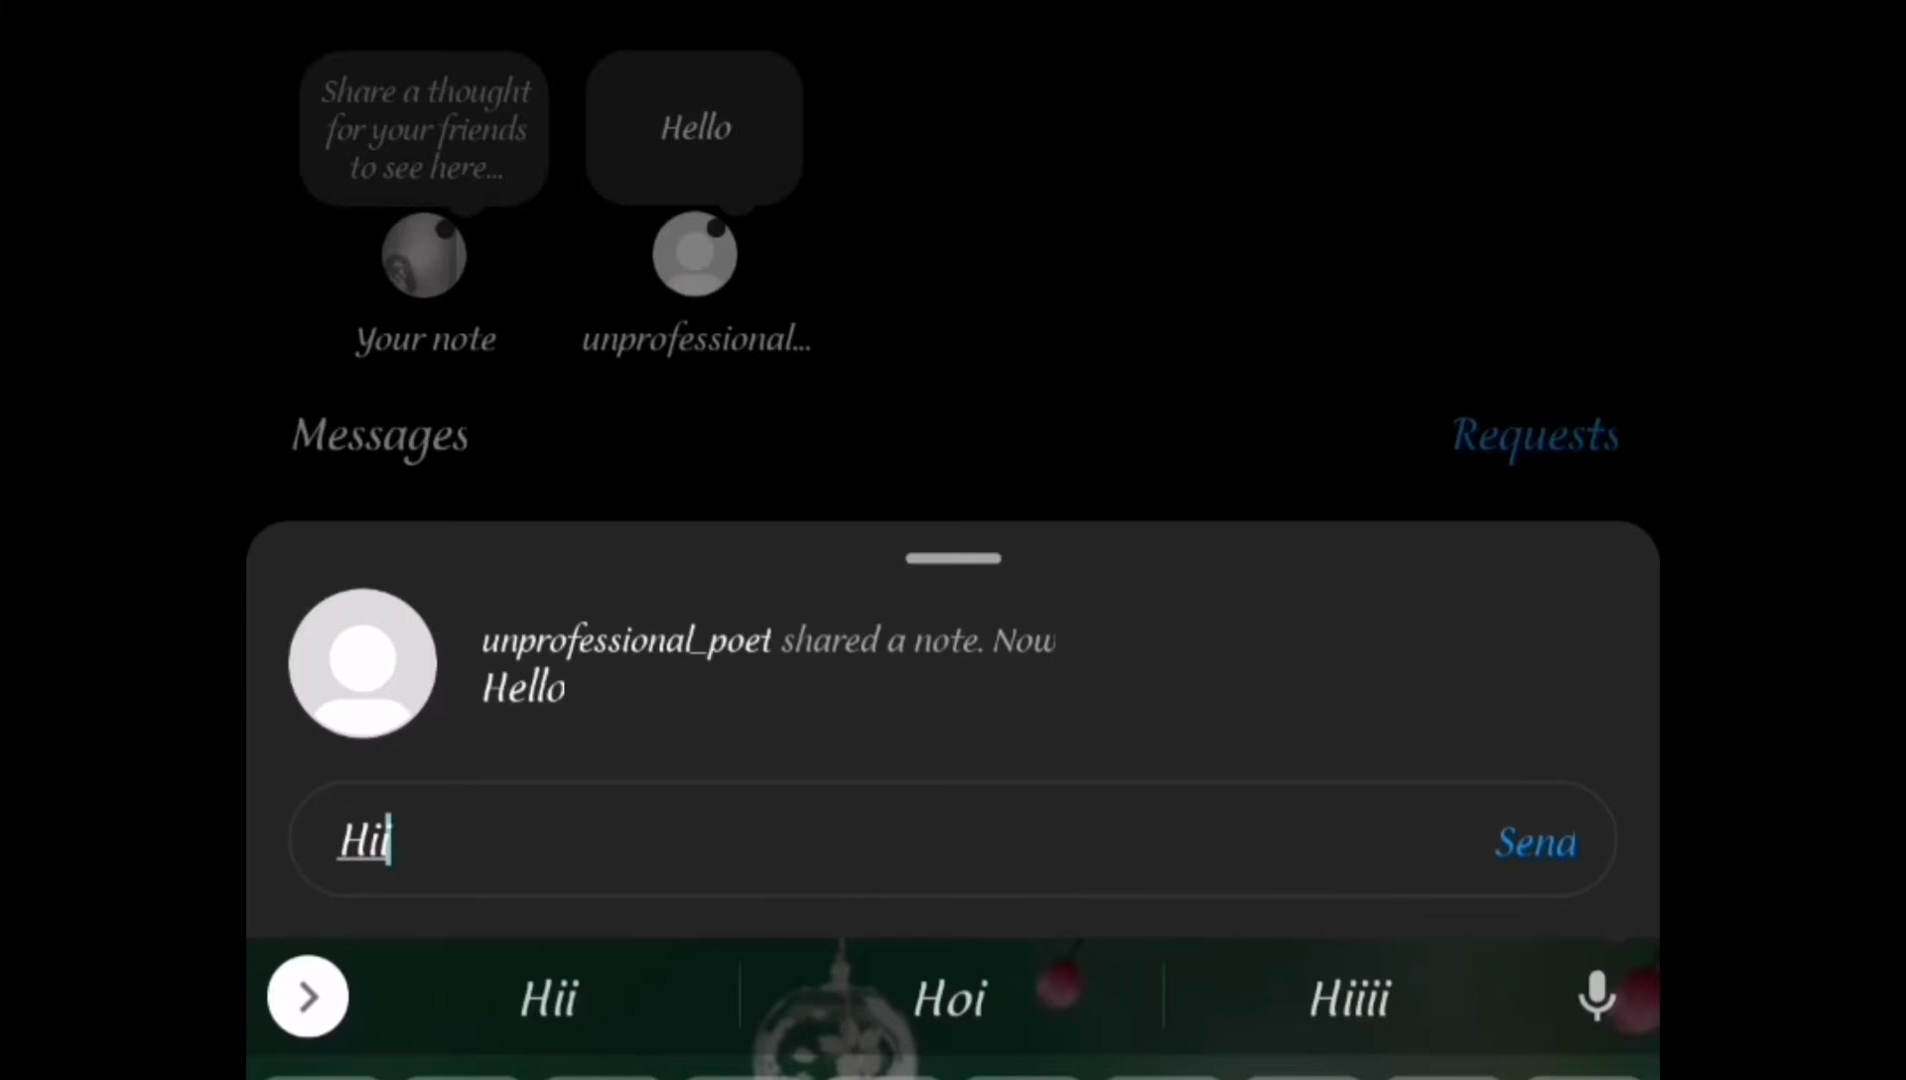 Share a thought
for your friends
to see here...
Hello
Your note
unprofessional...
Messages
Requests
unprofessional_poet shared a note. Now
Hello
Hii
Send
Hii
Hoi
Hiiii